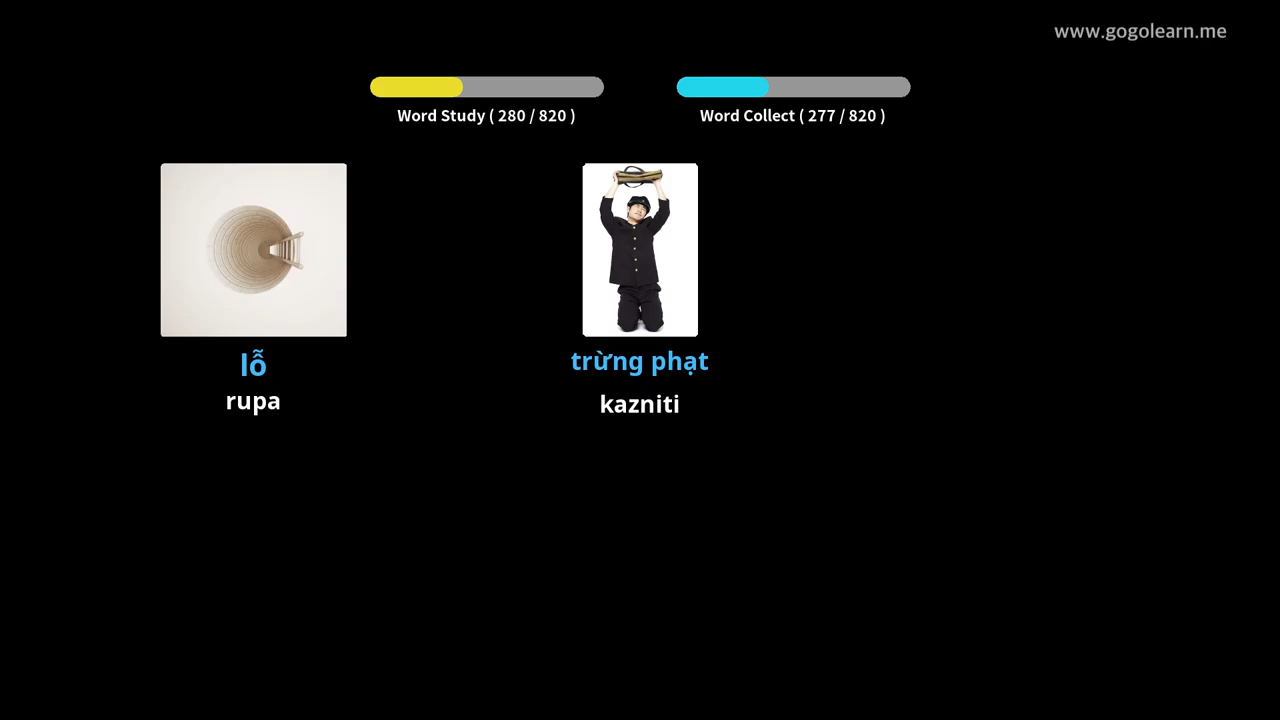 www.gogolearn.me
Word Study ( 280 / 820 )
Word Collect ( 277 / 820 )
lỗ
rupa
trừng phạt
kazniti